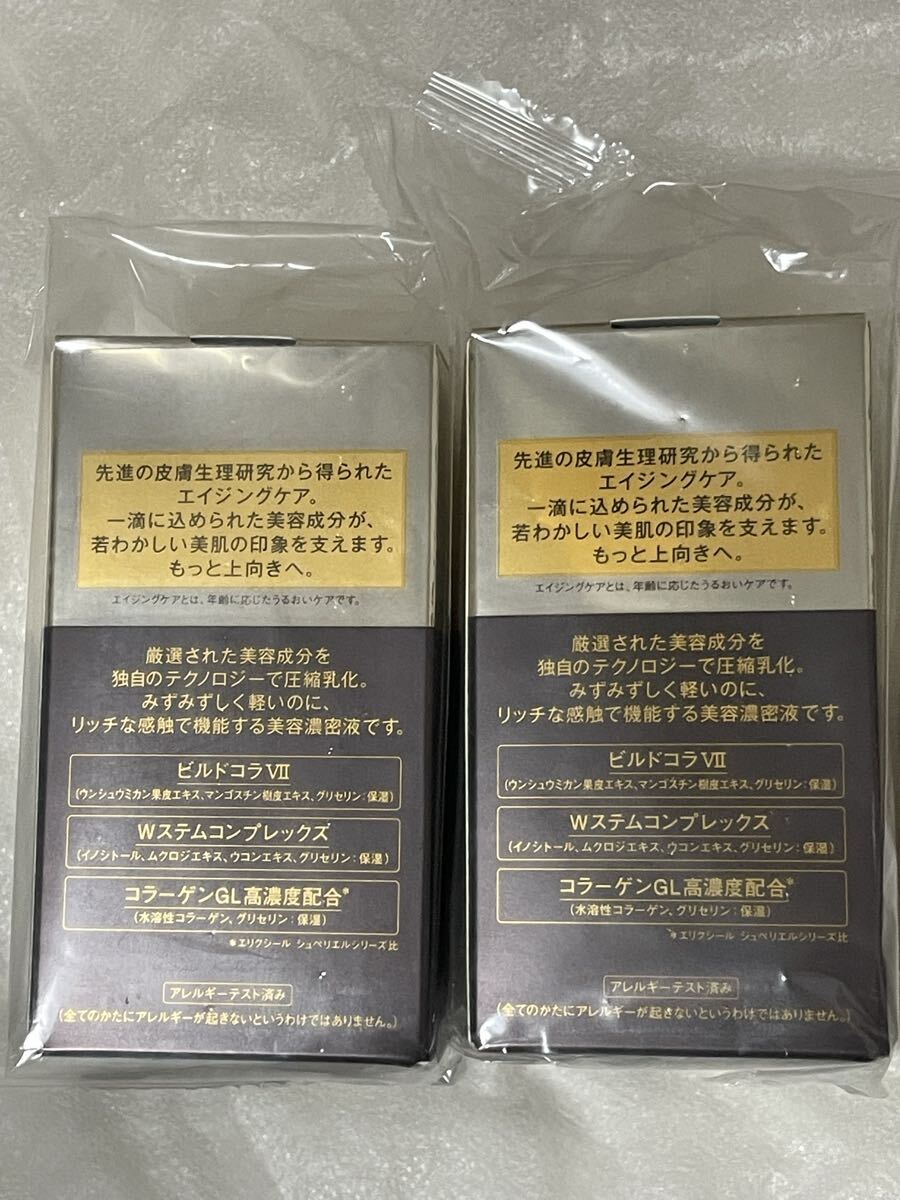 先進の皮膚生理研究から得られた
エイジングケア。
一滴に込められた美容成分が、
若わかしい美肌の印象を支えます。
もっと上向きへ。
エイジングケアとは、年齢に応じたうるおいケアです。
厳選された美容成分を
独自のテクノロジーで圧縮乳化。
みずみずしく軽いのに、
リッチな感触で機能する美容濃密液です。
ビルドコラVII
(ウンシュウミカン果皮エキス、マンゴスチン樹皮エキス、グリセリン:保湿)
Wステムコンプレックス
(イノシトール、ムクロジエキス、ウコンエキス、グリセリン:保湿)
コラーゲンGL高濃度配合*
(水溶性コラーゲン、グリセリン:保湿)
*エリクシール シュペリエルシリーズ比
アレルギーテスト済み
(全てのかたにアレルギーが起きないというわけではありません。)
先進の皮膚生理研究から得られた
エイジングケア。
一滴に込められた美容成分が、
若わかしい美肌の印象を支えます。
もっと上向きへ。
エイジングケアとは、年齢に応じたうるおいケアです。
厳選された美容成分を
独自のテクノロジーで圧縮乳化。
みずみずしく軽いのに、
リッチな感触で機能する美容濃密液です。
ビルドコラVII
(ウンシュウミカン果皮エキス、マンゴスチン樹皮エキス、グリセリン:保湿)
Wステムコンプレックス
(イノシトール、ムクロジエキス、ウコンエキス、グリセリン:保湿)
コラーゲンGL高濃度配合*
(水溶性コラーゲン、グリセリン:保湿)
*エリクシール シュペリエルシリーズ比
アレルギーテスト済み
(全てのかたにアレルギーが起きないというわけではありません。)